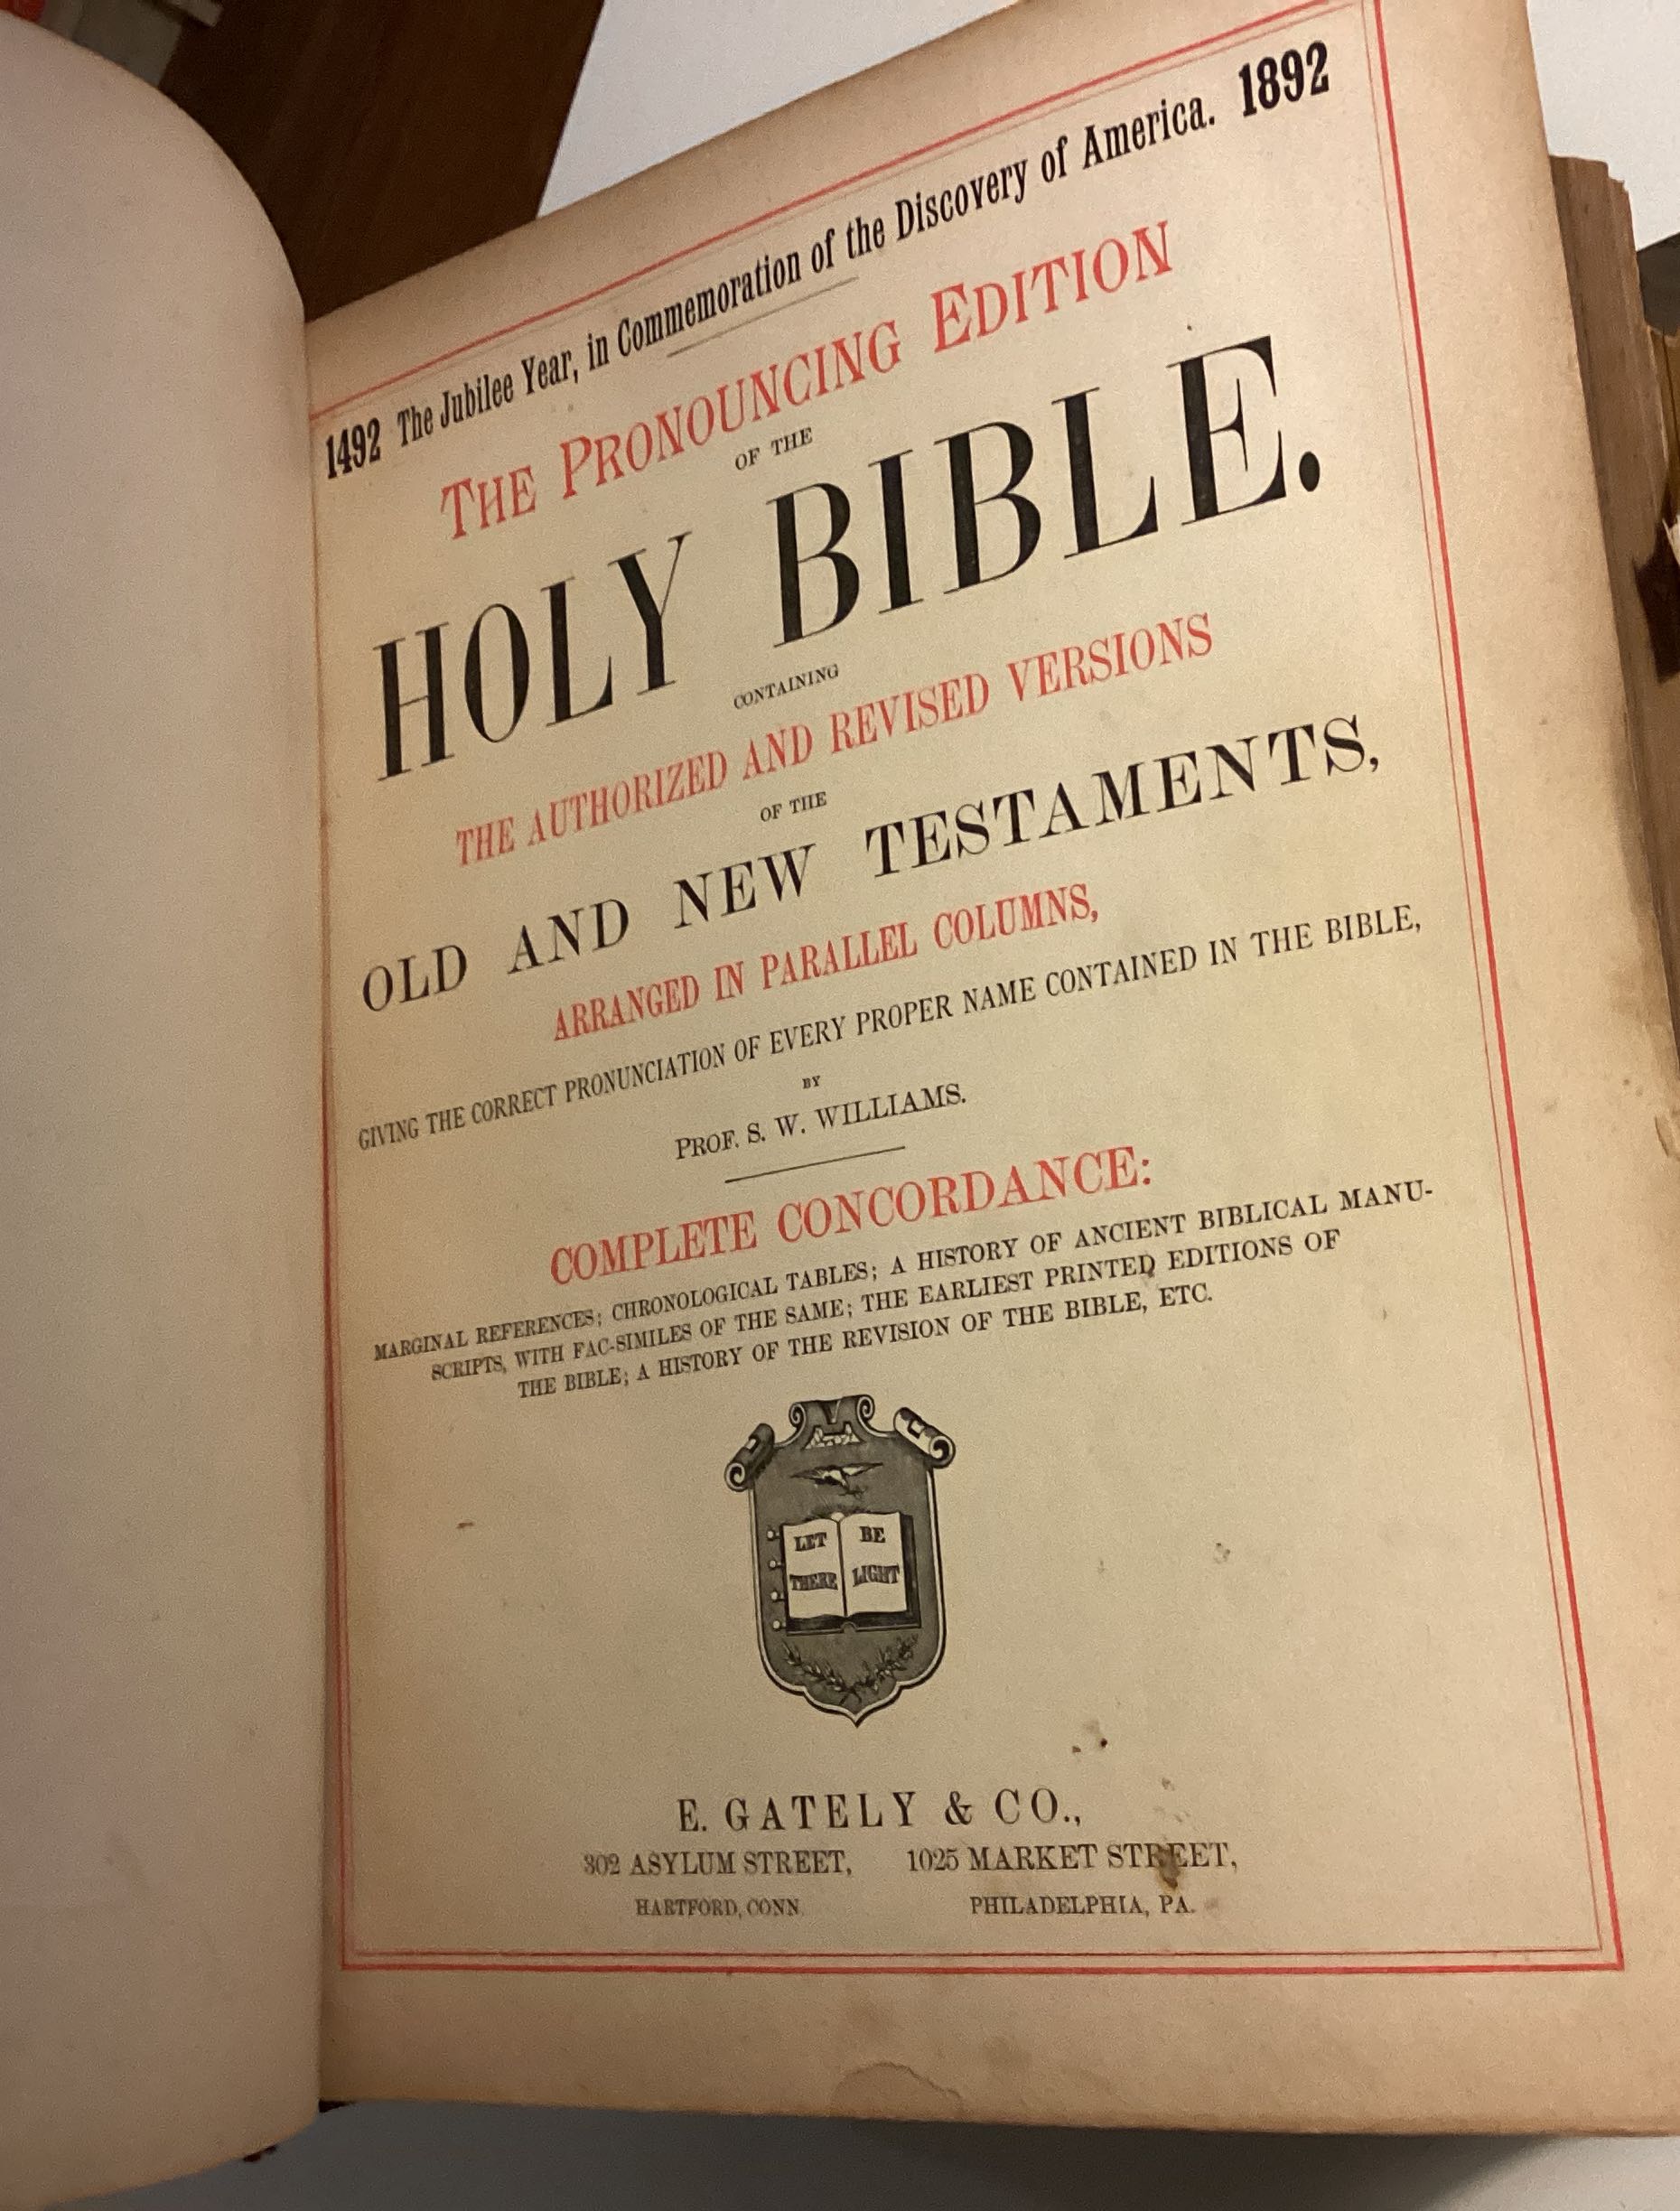 1492 The Jubilee Year, in Commemoration of the Discovery of America. 1892
THE PRONOUNCING EDITION
OF THE
HOLY BIBLE.
CONTAINING
THE AUTHORIZED AND REVISED VERSIONS
OF THE
OLD AND NEW TESTAMENTS,
ARRANGED IN PARALLEL COLUMNS,
GIVING THE CORRECT PRONUNCIATION OF EVERY PROPER NAME CONTAINED IN THE BIBLE,
BY
PROF. S. W. WILLIAMS.
COMPLETE CONCORDANCE:
MARGINAL REFERENCES; CHRONOLOGICAL TABLES; A HISTORY OF ANCIENT BIBLICAL MANU-
SCRIPTS, WITH FAC-SIMILES OF THE SAME; THE EARLIEST PRINTED EDITIONS OF
THE BIBLE; A HISTORY OF THE REVISION OF THE BIBLE, ETC.
LET BE
THERE LIGHT
E. GATELY & CO.,
302 ASYLUM STREET, 1025 MARKET STREET,
HARTFORD, CONN. PHILADELPHIA, PA.